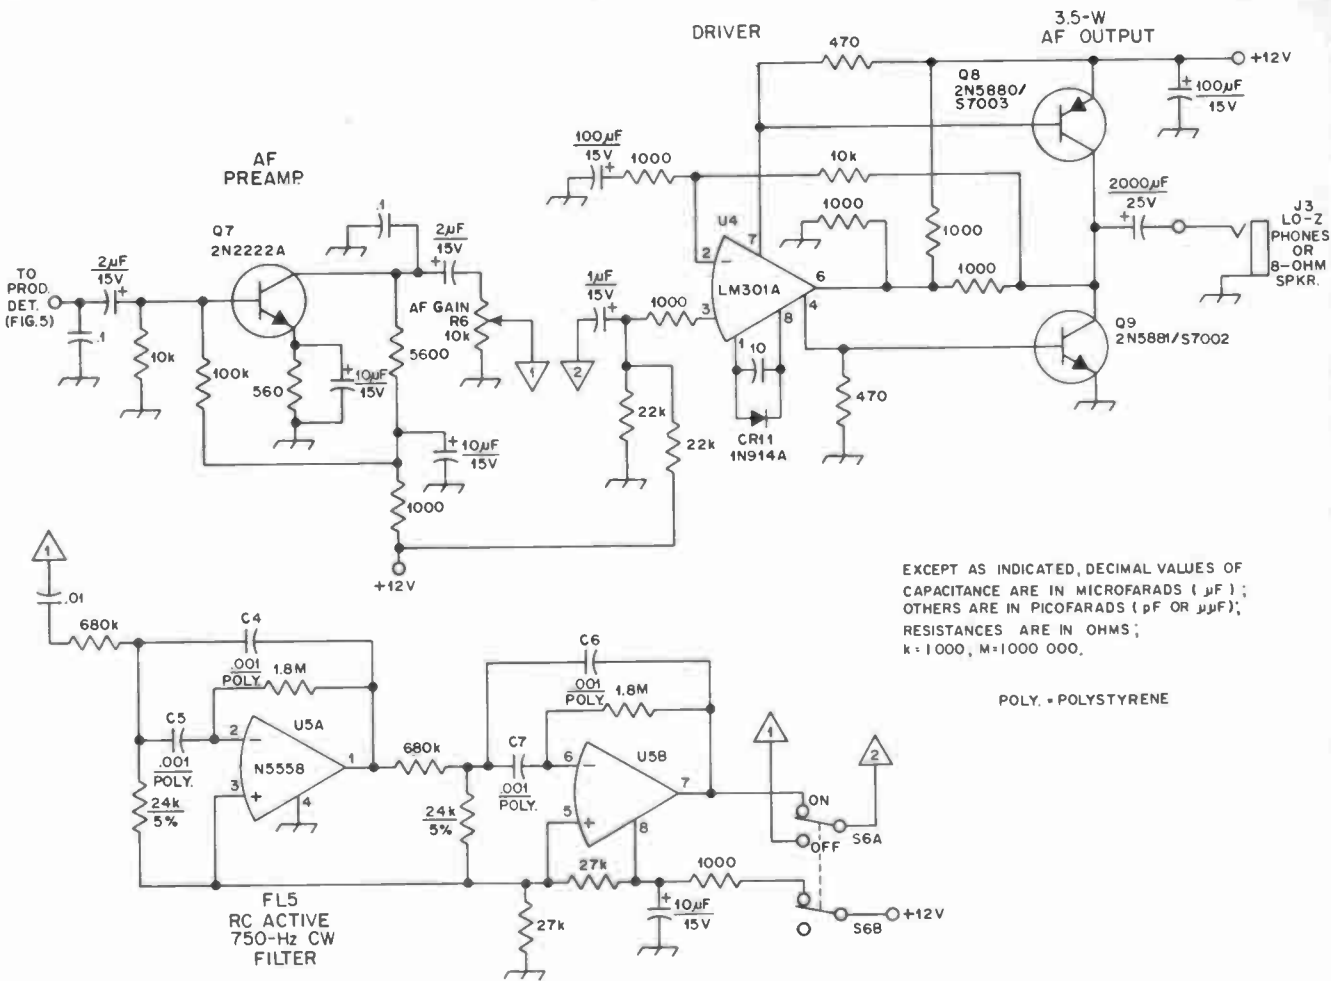 DRIVER
3.5-W
AF OUTPUT
470
+12V
Q8
2N5880/
S7003
100µF
15V
100µF
15V
1000
10k
AF
PREAMP.
.1
1000
1000
2000µF
25V
J3
LO-Z
PHONES
OR
8-OHM
SPKR.
Q7
2N2222A
2µF
15V
U4
2
7
LM301A
6
4
3
1
8
1000
TO
PROD.
DET.
(FIG.5)
2µF
15V
1µF
15V
1000
AF GAIN
R6
10k
Q9
2N5881/S7002
.1
10k
100k
5600
560
10µF
15V
1
2
10
470
22k
22k
CR11
1N914A
10µF
15V
1000
+12V
1
.01
680k
C4
.001
POLY.
1.8M
C5
.001
POLY.
2
U5A
1
N5558
3
4
24k
5%
680k
C6
.001
POLY.
1.8M
C7
.001
POLY.
6
U5B
7
5
8
24k
5%
27k
1000
27k
10µF
15V
FL5
RC ACTIVE
750-Hz CW
FILTER
1
2
ON
OFF
S6A
S6B
+12V
EXCEPT AS INDICATED, DECIMAL VALUES OF
CAPACITANCE ARE IN MICROFARADS ( µF ) ;
OTHERS ARE IN PICOFARADS ( pF OR µµF);
RESISTANCES ARE IN OHMS ;
k = 1000, M=1000 000.
POLY. = POLYSTYRENE